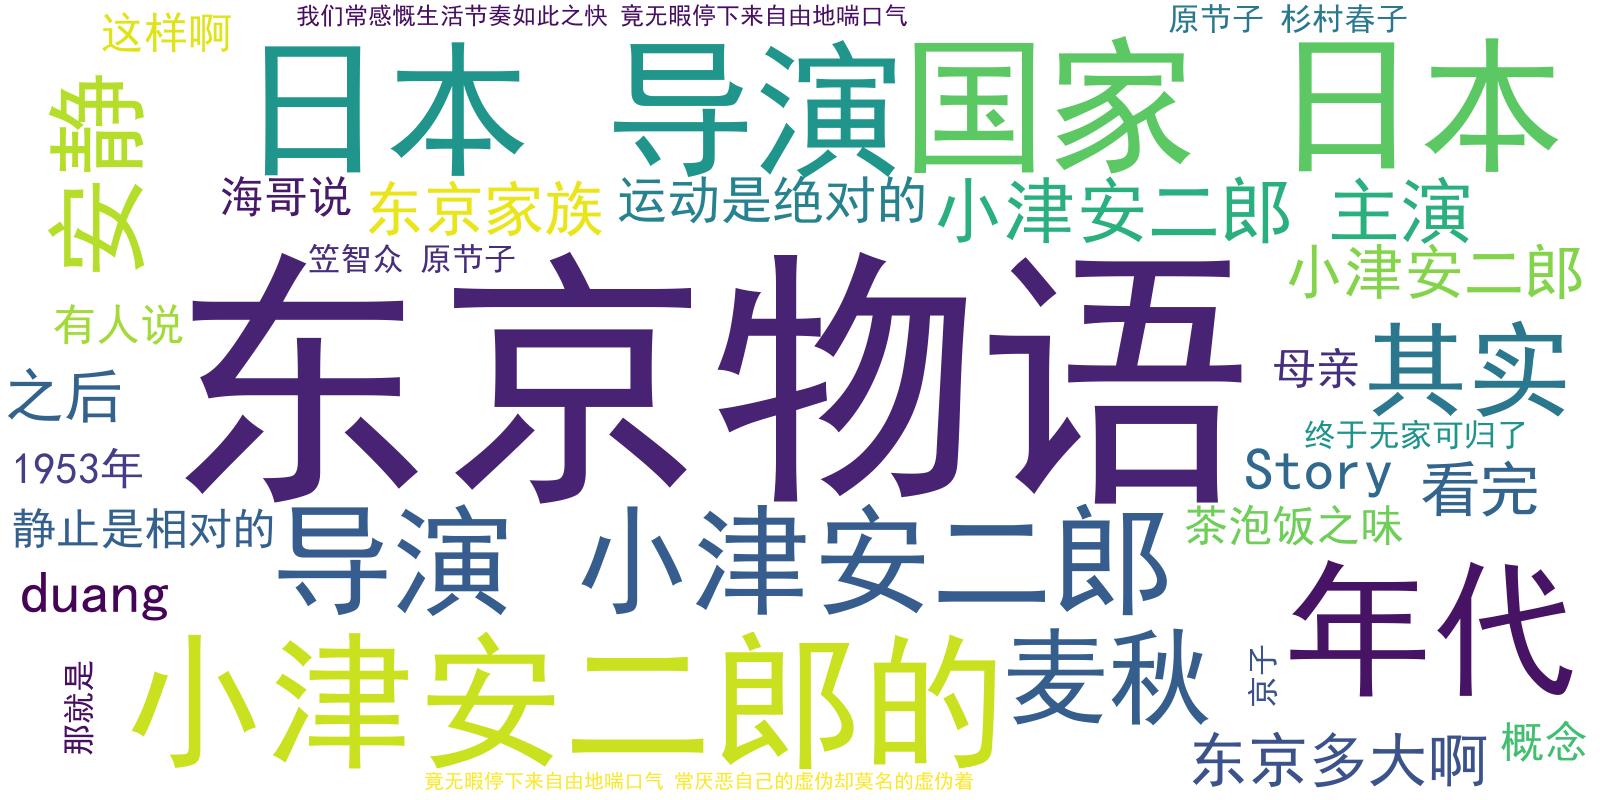 我们常感慨生活节奏如此之快 竟无暇停下来自由地喘口气
原节子 杉村春子
这样啊
日本 导演
国家 日本
安静
海哥说
东京家族
运动是绝对的
小津安二郎 主演
笠智众 原节子
小津安二郎
东京物语
有人说
母亲
其实
之后
终于无家可归了
1953年
Story
看完
静止是相对的
导演 小津安二郎
茶泡饭之味
duang
年代
小津安二郎的
麦秋
京子
那就是
东京多大啊
概念
竟无暇停下来自由地喘口气 常厌恶自己的虚伪却莫名的虚伪着